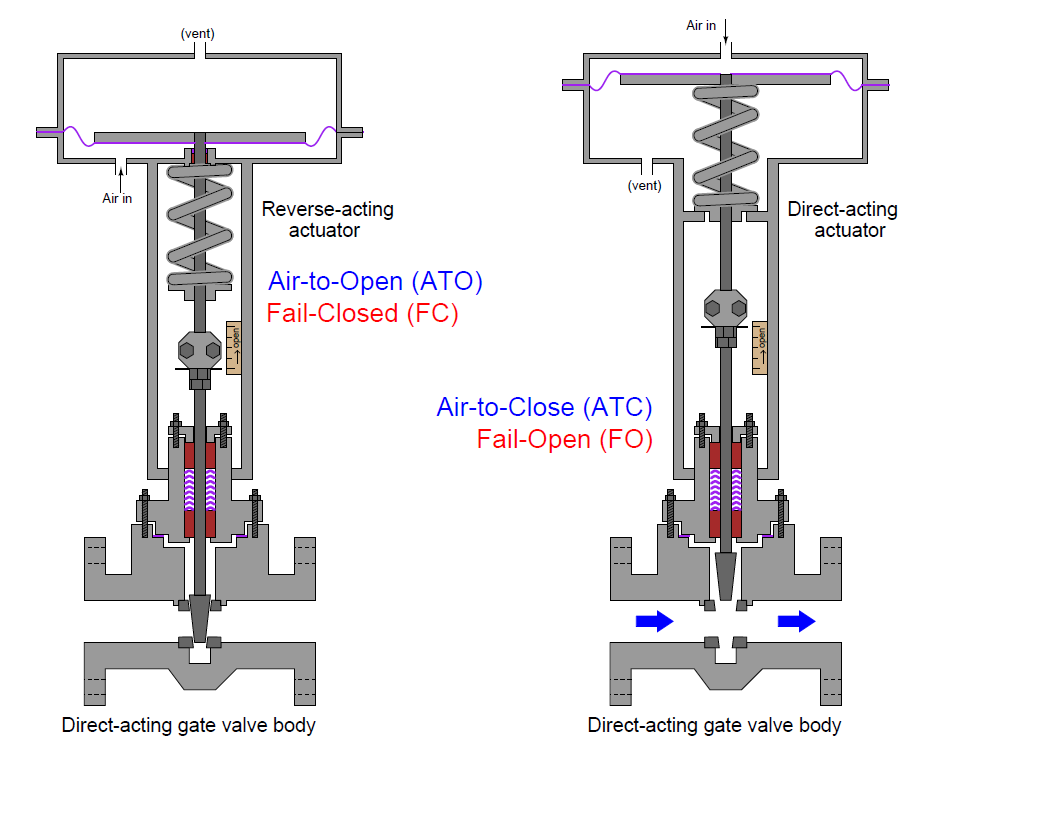 (vent)
Air in
Reverse-acting
actuator
Air-to-Open (ATO)
Fail-Closed (FC)
open
Direct-acting gate valve body
Air in
(vent)
Direct-acting
actuator
open
Air-to-Close (ATC)
Fail-Open (FO)
Direct-acting gate valve body